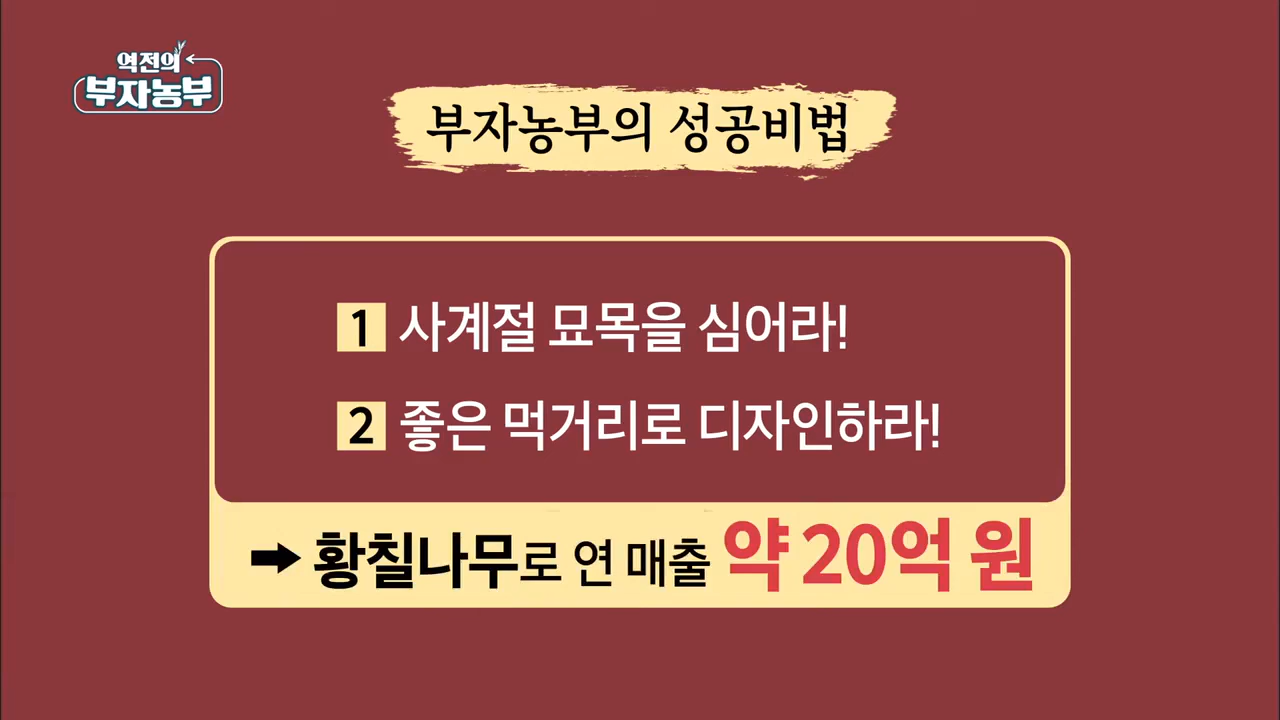 역전의
부자농부
부자농부의 성공비법
1 사계절 묘목을 심어라!
2 좋은 먹거리로 디자인하라!
➡ 황칠나무로 연 매출 약 20억 원